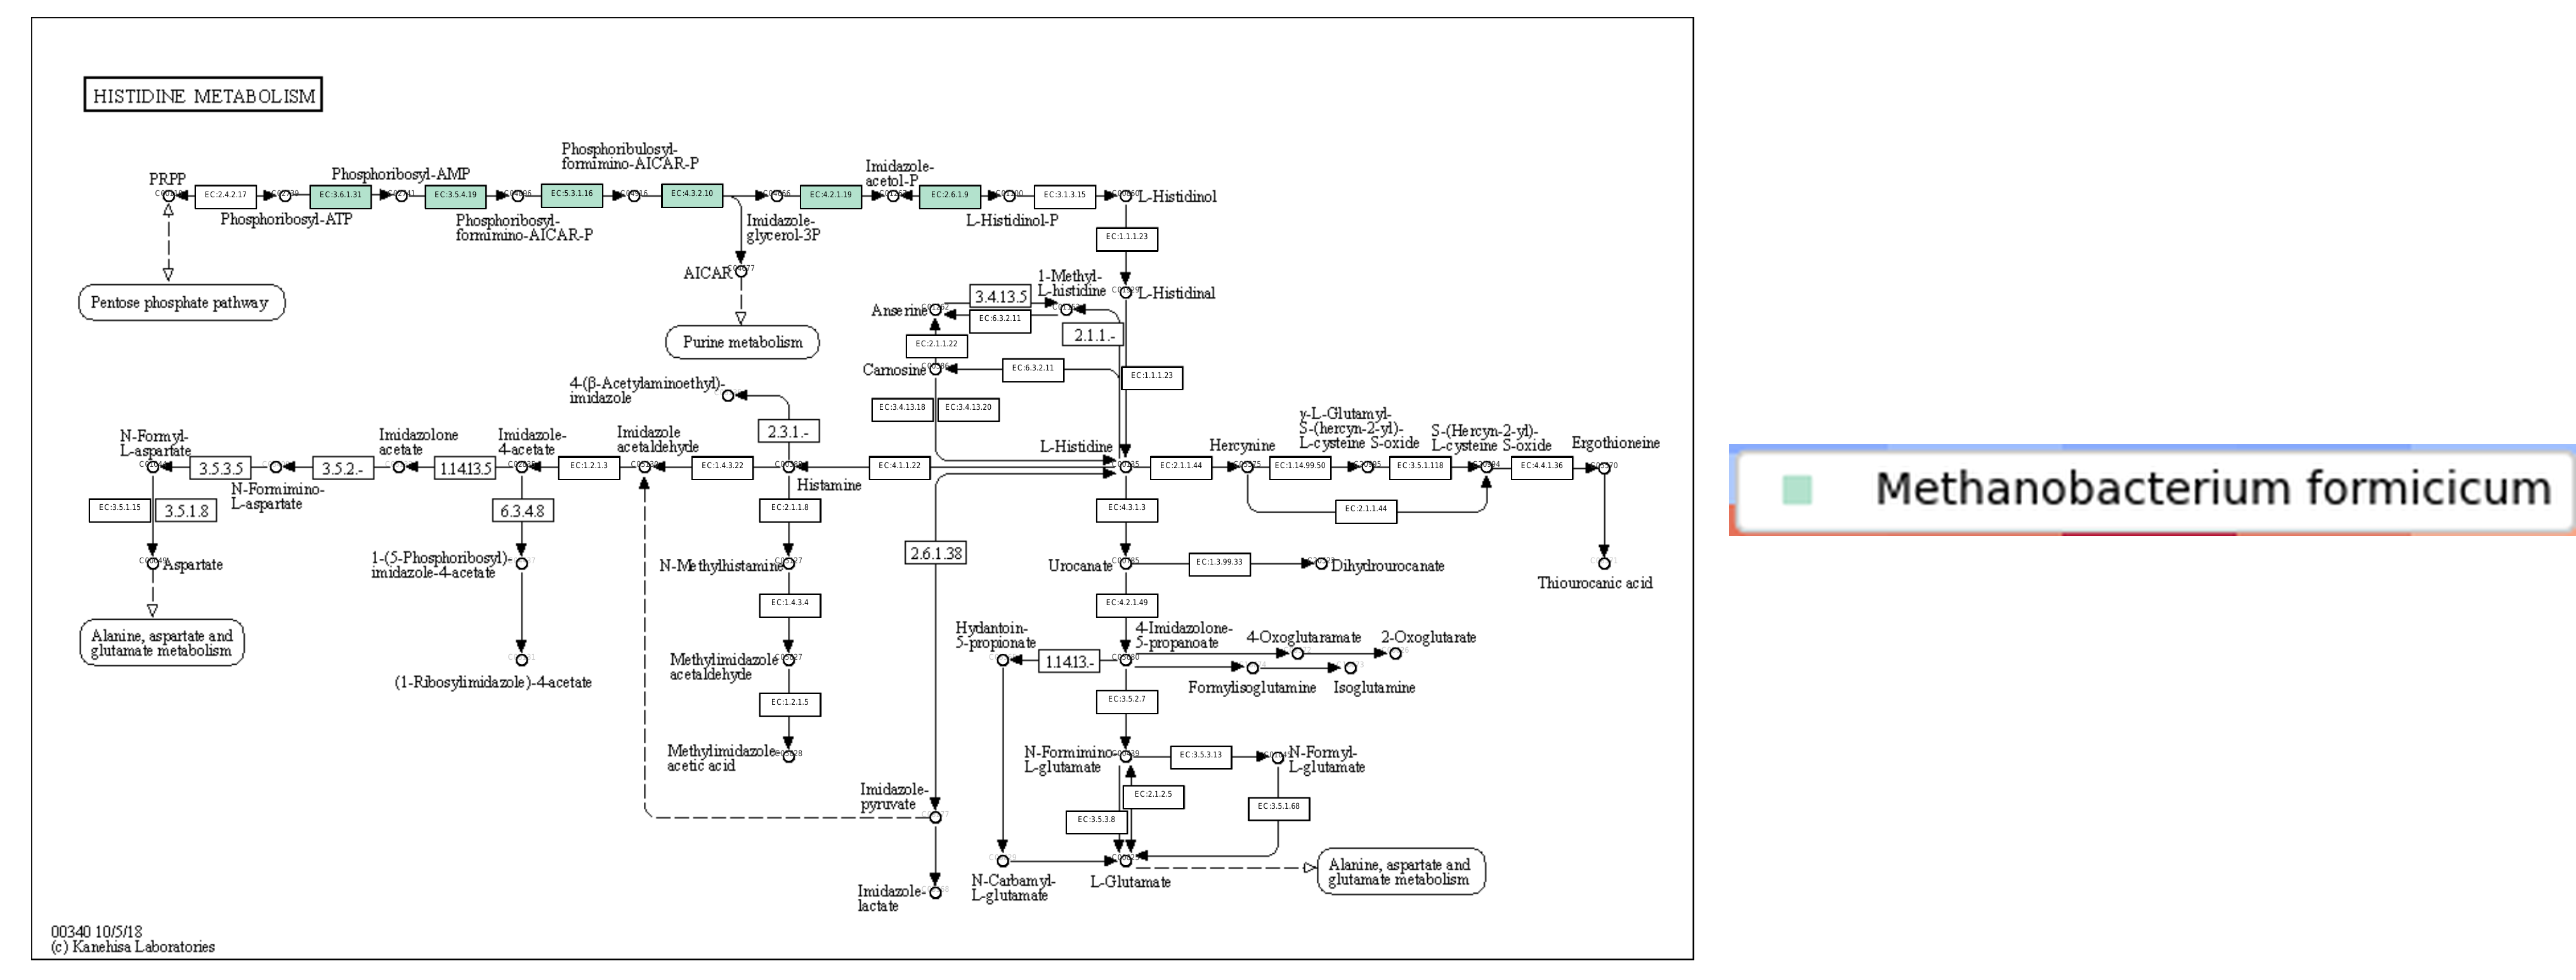 HISTIDINE METABOLISM
Phosphoribulosyl-
formimino-AICAR-P
Phosphoribosyl-AMP
Imidazole-
acetol-P
PRPP
EC:2.4.2.17
EC:3.6.1.31
EC:3.5.4.19
EC:5.3.1.16
EC:4.3.2.10
EC:4.2.1.19
EC:2.6.1.9
EC:3.1.3.15
L-Histidinol
Phosphoribosyl-ATP
Phosphoribosyl-
formimino-AICAR-P
Imidazole-
glycerol-3P
L-Histidinol-P
EC:1.1.1.23
AICAR
1-Methyl-
L-histidine
L-Histidinal
Pentose phosphate pathway
3.4.13.5
Anserine
EC:6.3.2.11
2.1.1.-
Purine metabolism
EC:2.1.1.22
Carnosine
EC:6.3.2.11
EC:1.1.1.23
4-(β-Acetylaminoethyl)-
imidazole
EC:3.4.13.18
EC:3.4.13.20
2.3.1.-
γ-L-Glutamyl-
S-(hercyn-2-yl)-
L-cysteine S-oxide
S-(Hercyn-2-yl)-
L-cysteine S-oxide
Ergothioneine
N-Formyl-
L-aspartate
Imidazolone
acetate
Imidazole-
4-acetate
Imidazole
acetaldehyde
L-Histidine
Hercynine
3.5.3.5
3.5.2.-
1.14.13.5
EC:1.2.1.3
EC:1.4.3.22
EC:4.1.1.22
EC:2.1.1.44
EC:1.14.99.50
EC:3.5.1.118
EC:4.4.1.36
N-Formimino-
L-aspartate
Histamine
EC:3.5.1.15
3.5.1.8
6.3.4.8
EC:2.1.1.8
EC:4.3.1.3
EC:2.1.1.44
2.6.1.38
Aspartate
1-(5-Phosphoribosyl)-
imidazole-4-acetate
N-Methylhistamine
Urocanate
EC:1.3.99.33
Dihydrourocanate
Thiourocanic acid
EC:1.4.3.4
EC:4.2.1.49
Alanine, aspartate and
glutamate metabolism
Hydantoin-
5-propionate
4-Imidazolone-
5-propanoate
4-Oxoglutaramate
2-Oxoglutarate
Methylimidazole
acetaldehyde
1.14.13.-
(1-Ribosylimidazole)-4-acetate
Formylisoglutamine
Isoglutamine
EC:1.2.1.5
EC:3.5.2.7
Methylimidazole
acetic acid
N-Formimino-
L-glutamate
EC:3.5.3.13
N-Formyl-
L-glutamate
Imidazole-
pyruvate
EC:2.1.2.5
EC:3.5.1.68
EC:3.5.3.8
Imidazole-
lactate
N-Carbamyl-
L-glutamate
L-Glutamate
Alanine, aspartate and
glutamate metabolism
00340 10/5/18
(c) Kanehisa Laboratories
Methanobacterium formicicum